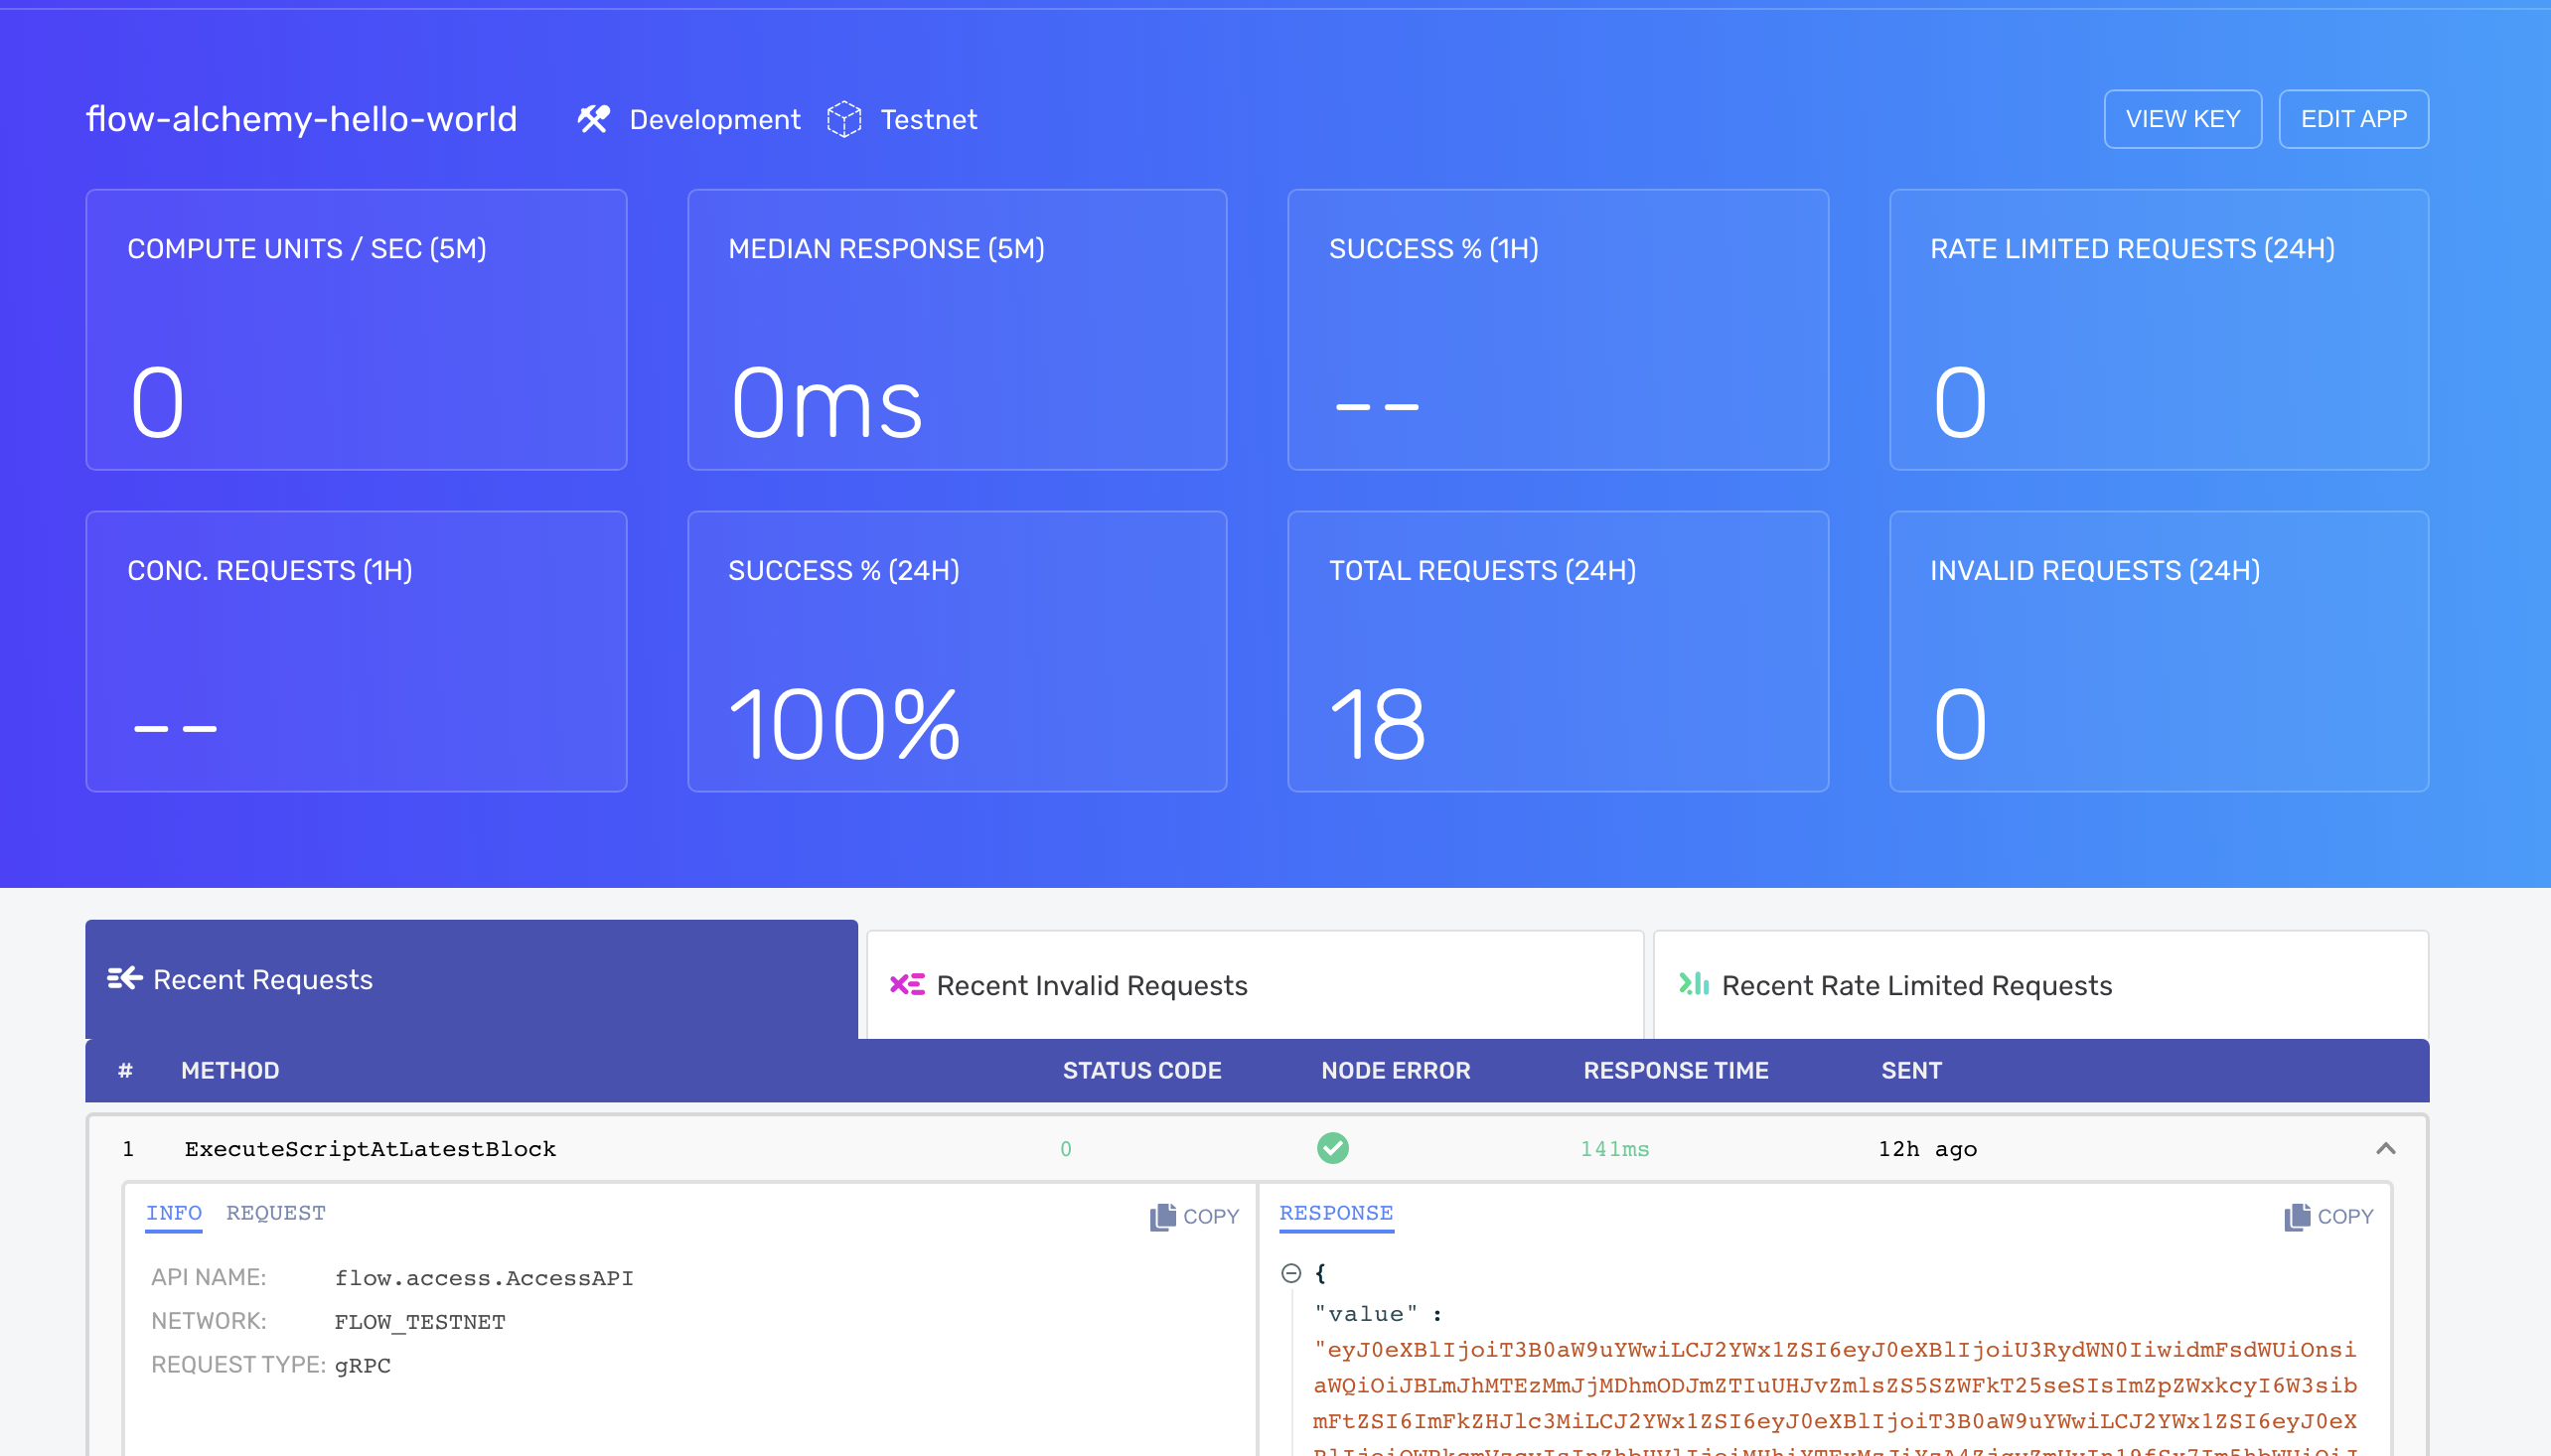 flow-alchemy-hello-world Development Testnet VIEW KEY EDIT APP
COMPUTE UNITS / SEC (5M) MEDIAN RESPONSE (5M) SUCCESS % (1H) RATE LIMITED REQUESTS (24H)
0 0ms -- 0
CONC. REQUESTS (1H) SUCCESS % (24H) TOTAL REQUESTS (24H) INVALID REQUESTS (24H)
-- 100% 18 0
Recent Requests Recent Invalid Requests Recent Rate Limited Requests
# METHOD STATUS CODE NODE ERROR RESPONSE TIME SENT
1 ExecuteScriptAtLatestBlock 0 141ms 12h ago
INFO REQUEST COPY RESPONSE COPY
API NAME: flow.access.AccessAPI
NETWORK: FLOW_TESTNET
REQUEST TYPE: gRPC
{
"value" :
"eyJ0eXBlIjoiT3B0aW9uYWwiLCJ2YWx1ZSI6eyJ0eXBlIjoiU3RydWN0IiwidmFsdWUiOnsi
aWQiOiJBLmJhMTEzMmJjMDhmODJmZTIuUHJvZmlsZS5SZWFkT25seSIsImZpZWxkcyI6W3sib
mFtZSI6ImFkZHJlc3MiLCJ2YWx1ZSI6eyJ0eXBlIjoiT3B0aW9uYWwiLCJ2YWx1ZSI6eyJ0eX